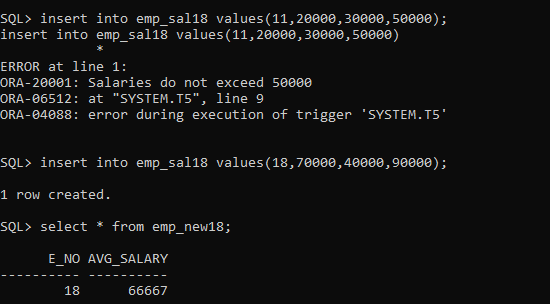 SQL> insert into emp_sal18 values(11,20000,30000,50000);
insert into emp_sal18 values(11,20000,30000,50000)
            *
ERROR at line 1:
ORA-20001: Salaries do not exceed 50000
ORA-06512: at "SYSTEM.T5", line 9
ORA-04088: error during execution of trigger 'SYSTEM.T5'
SQL> insert into emp_sal18 values(18,70000,40000,90000);
1 row created.
SQL> select * from emp_new18;
      E_NO AVG_SALARY
---------- ----------
        18      66667